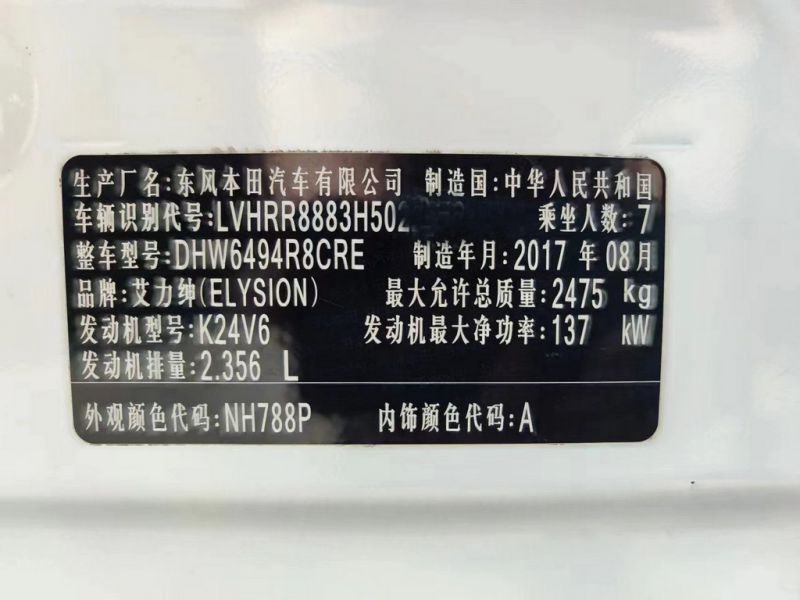 生产厂名:东风本田汽车有限公司 制造国:中华人民共和国
车辆识别代号:LVHRR8883H502 乘坐人数:7
整车型号:DHW6494R8CRE 制造年月:2017 年 08 月
品牌:艾力绅(ELYSION) 最大允许总质量:2475 kg
发动机型号:K24V6 发动机最大净功率:137 kW
发动机排量:2.356 L
外观颜色代码:NH788P 内饰颜色代码:A